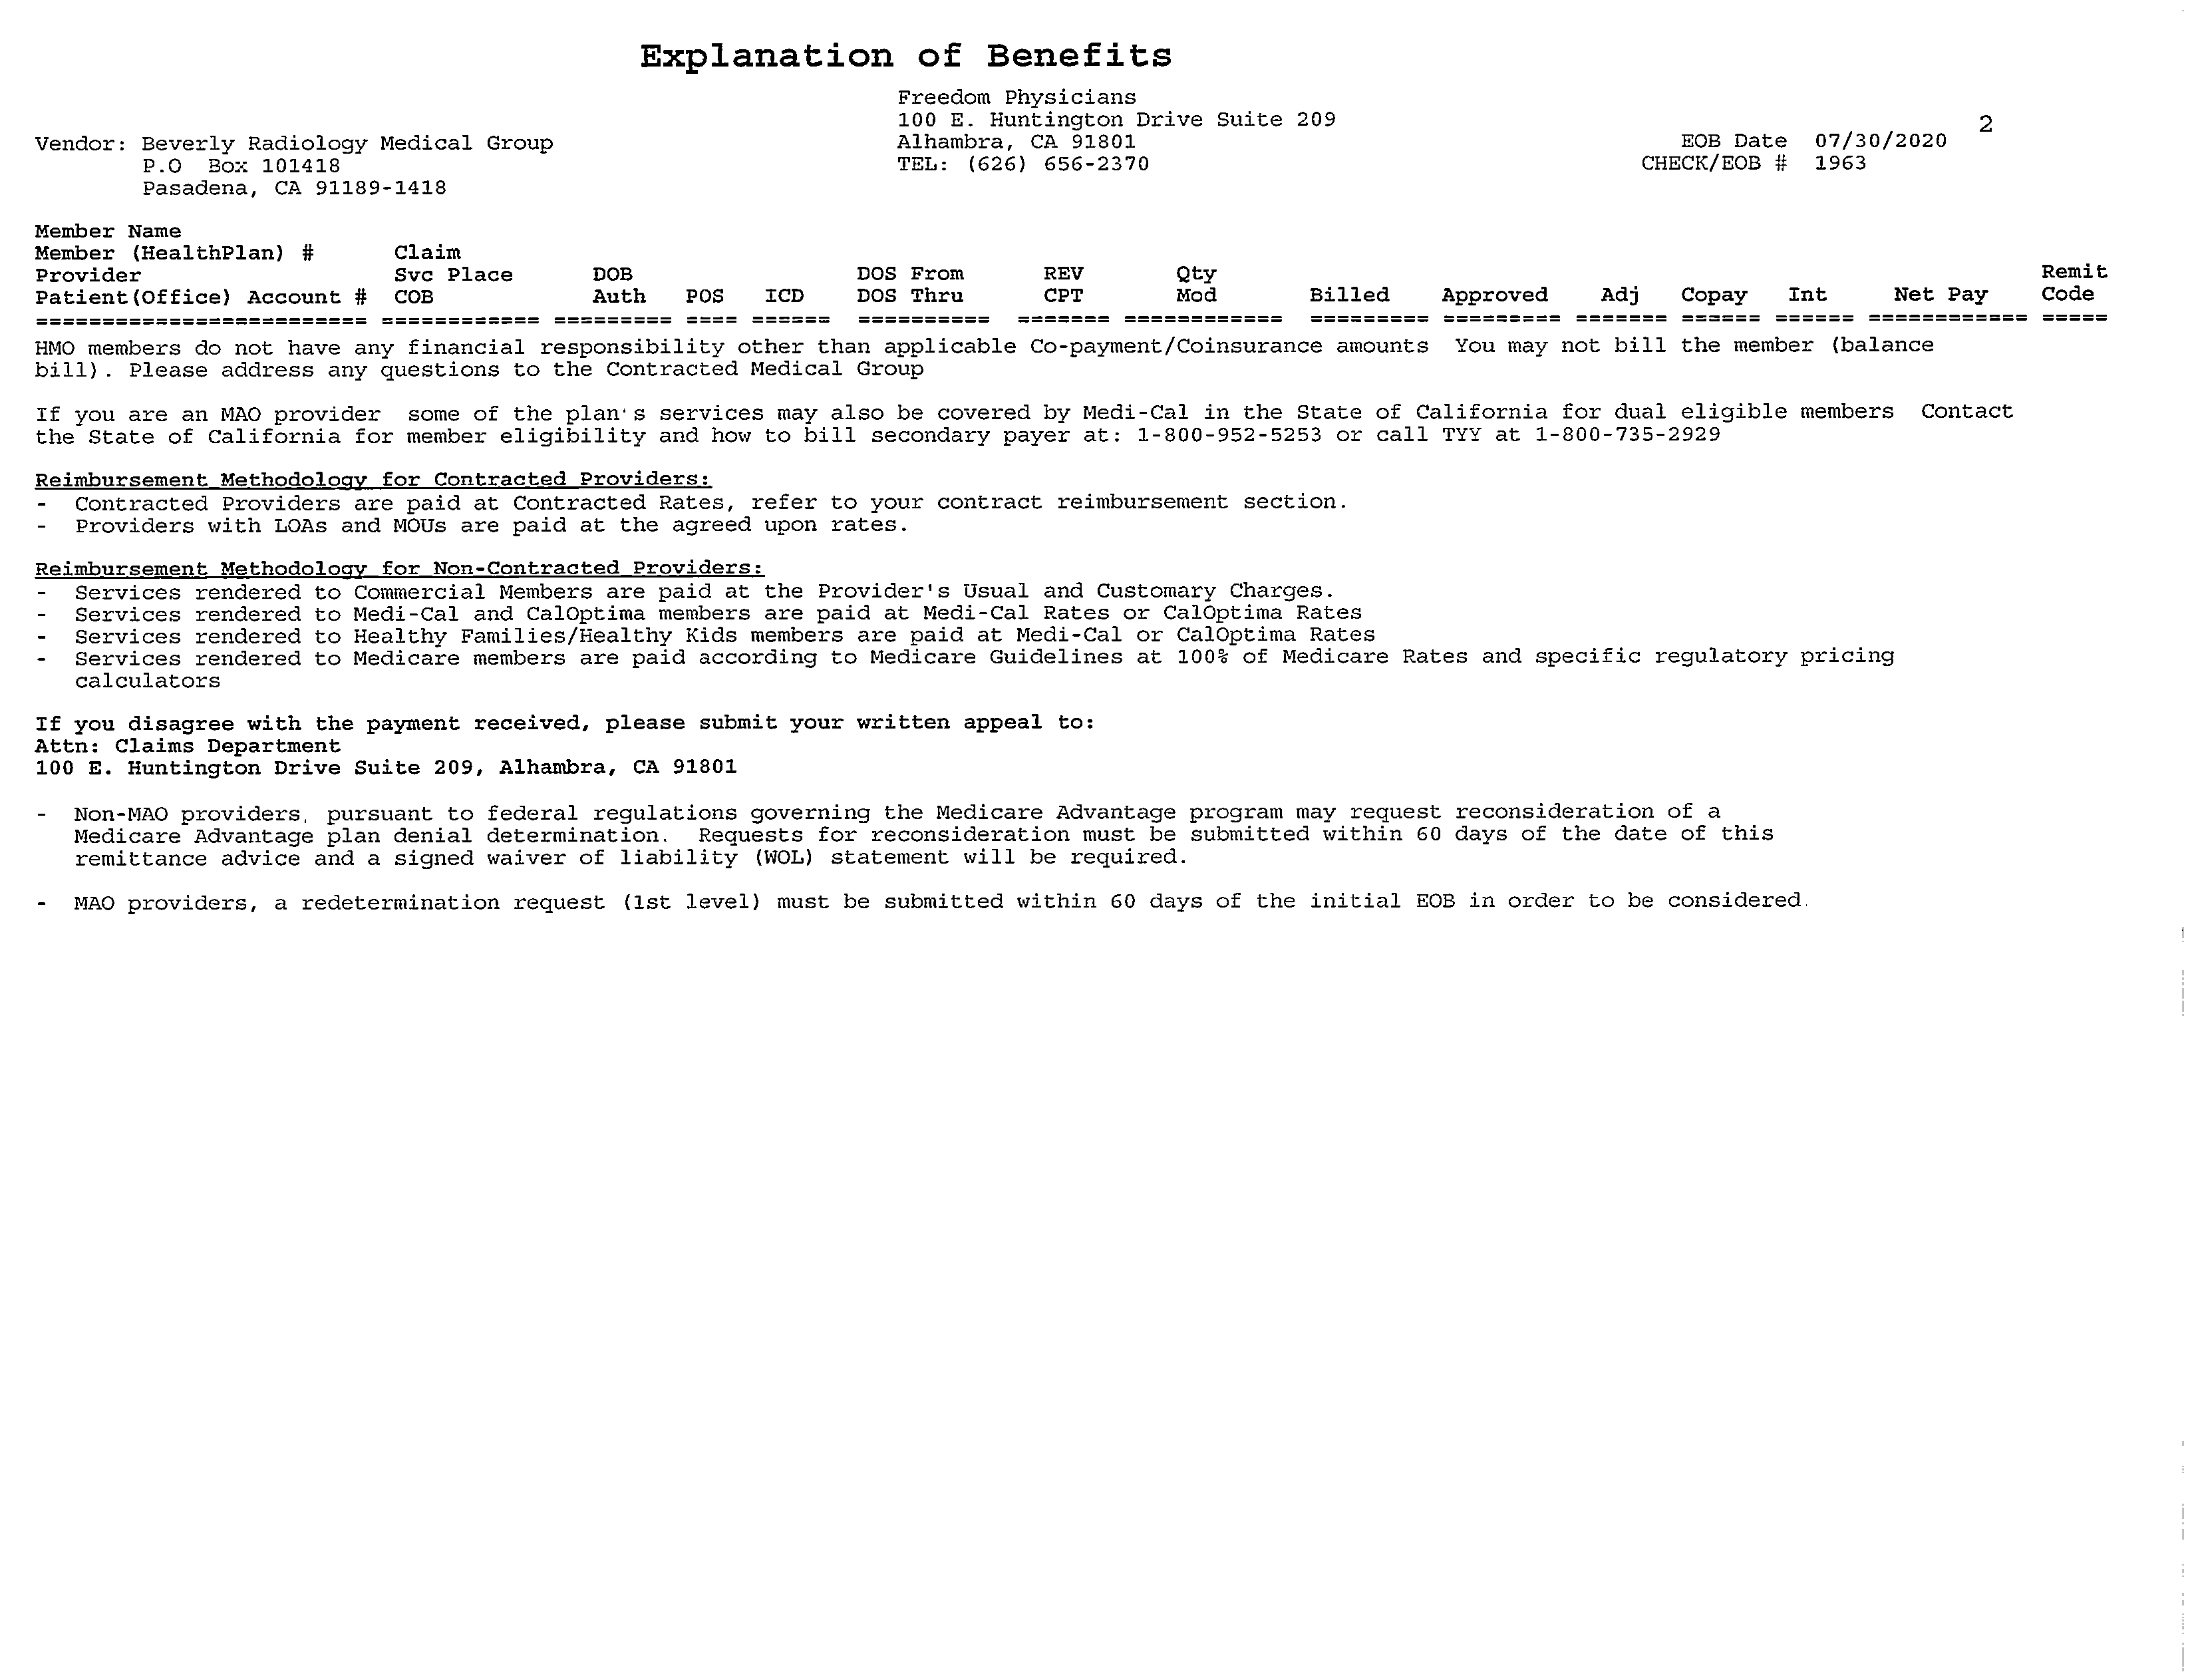 Explanation of Benefits
Freedom Physicians
100 E. Huntington Drive Suite 209
Alhambra, CA 91801
TEL: (626) 656-2370
2
Vendor: Beverly Radiology Medical Group
P.O Box 101418
Pasadena, CA 91189-1418
EOB Date 07/30/2020
CHECK/EOB # 1963
Member Name
Member (HealthPlan) # Claim
Provider Svc Place DOB DOS From REV Qty Remit
Patient(Office) Account # COB Auth POS ICD DOS Thru CPT Mod Billed Approved Adj Copay Int Net Pay Code
========================= ============ ========= ==== ====== ========== ======= ============ ========= ========= ======= ====== ====== ============ =====
HMO members do not have any financial responsibility other than applicable Co-payment/Coinsurance amounts You may not bill the member (balance
bill). Please address any questions to the Contracted Medical Group
If you are an MAO provider some of the plan's services may also be covered by Medi-Cal in the State of California for dual eligible members Contact
the State of California for member eligibility and how to bill secondary payer at: 1-800-952-5253 or call TYY at 1-800-735-2929
Reimbursement Methodology for Contracted Providers:
- Contracted Providers are paid at Contracted Rates, refer to your contract reimbursement section.
- Providers with LOAs and MOUs are paid at the agreed upon rates.
Reimbursement Methodology for Non-Contracted Providers:
- Services rendered to Commercial Members are paid at the Provider's Usual and Customary Charges.
- Services rendered to Medi-Cal and CalOptima members are paid at Medi-Cal Rates or CalOptima Rates
- Services rendered to Healthy Families/Healthy Kids members are paid at Medi-Cal or CalOptima Rates
- Services rendered to Medicare members are paid according to Medicare Guidelines at 100% of Medicare Rates and specific regulatory pricing
calculators
If you disagree with the payment received, please submit your written appeal to:
Attn: Claims Department
100 E. Huntington Drive Suite 209, Alhambra, CA 91801
- Non-MAO providers, pursuant to federal regulations governing the Medicare Advantage program may request reconsideration of a
Medicare Advantage plan denial determination. Requests for reconsideration must be submitted within 60 days of the date of this
remittance advice and a signed waiver of liability (WOL) statement will be required.
- MAO providers, a redetermination request (1st level) must be submitted within 60 days of the initial EOB in order to be considered.